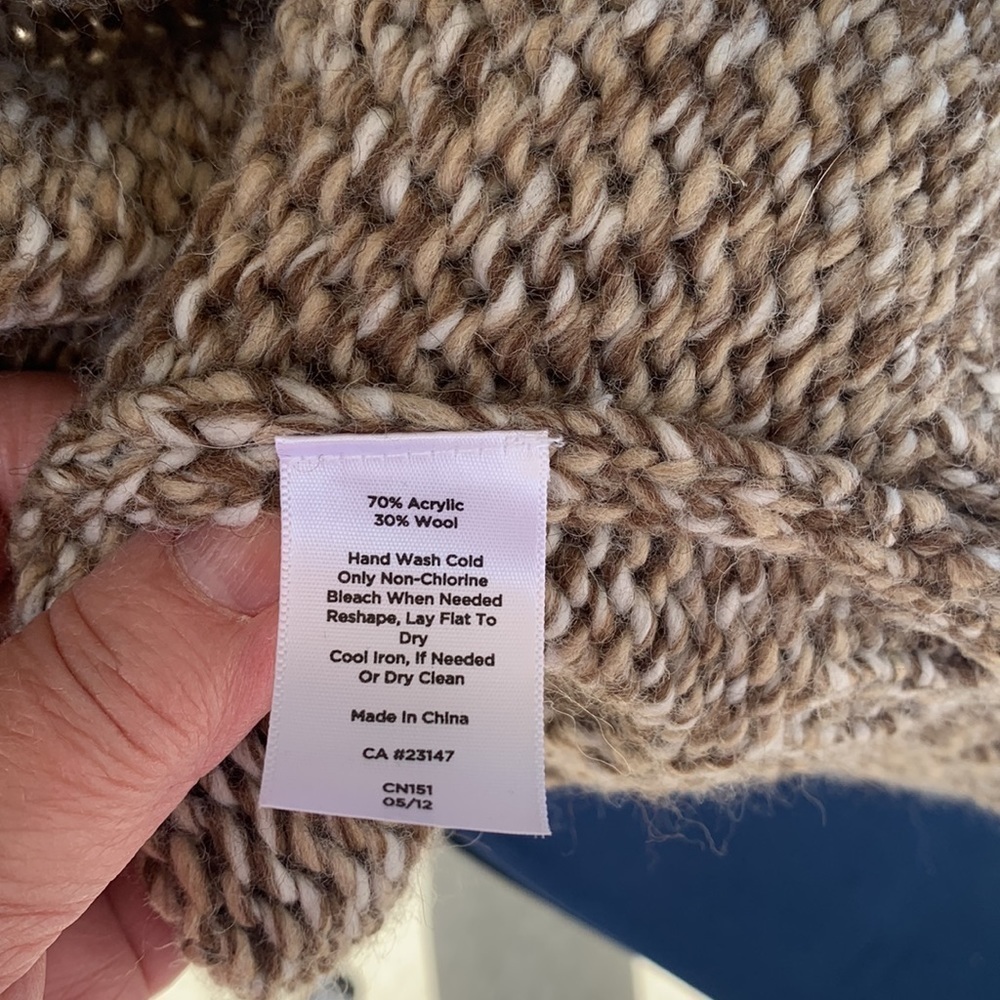 70% Acrylic
30% Wool
Hand Wash Cold
Only Non-Chlorine
Bleach When Needed
Reshape, Lay Flat To
Dry
Cool Iron, If Needed
Or Dry Clean
Made In China
CA #23147
CN151
05/12